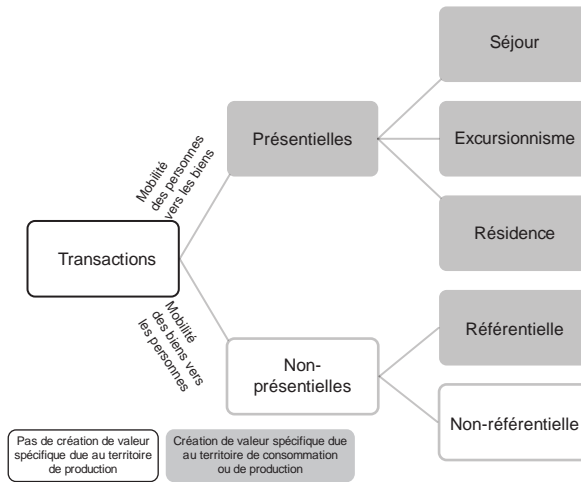 Séjour
Mobilité
des personnes
vers les biens
Présentielles
Excursionnisme
Résidence
Transactions
Mobilité
des biens vers
les personnes
Référentielle
Non-
présentielles
Non-référentielle
Pas de création de valeur
spécifique due au territoire
de production
Création de valeur spécifique due
au territoire de consommation
ou de production